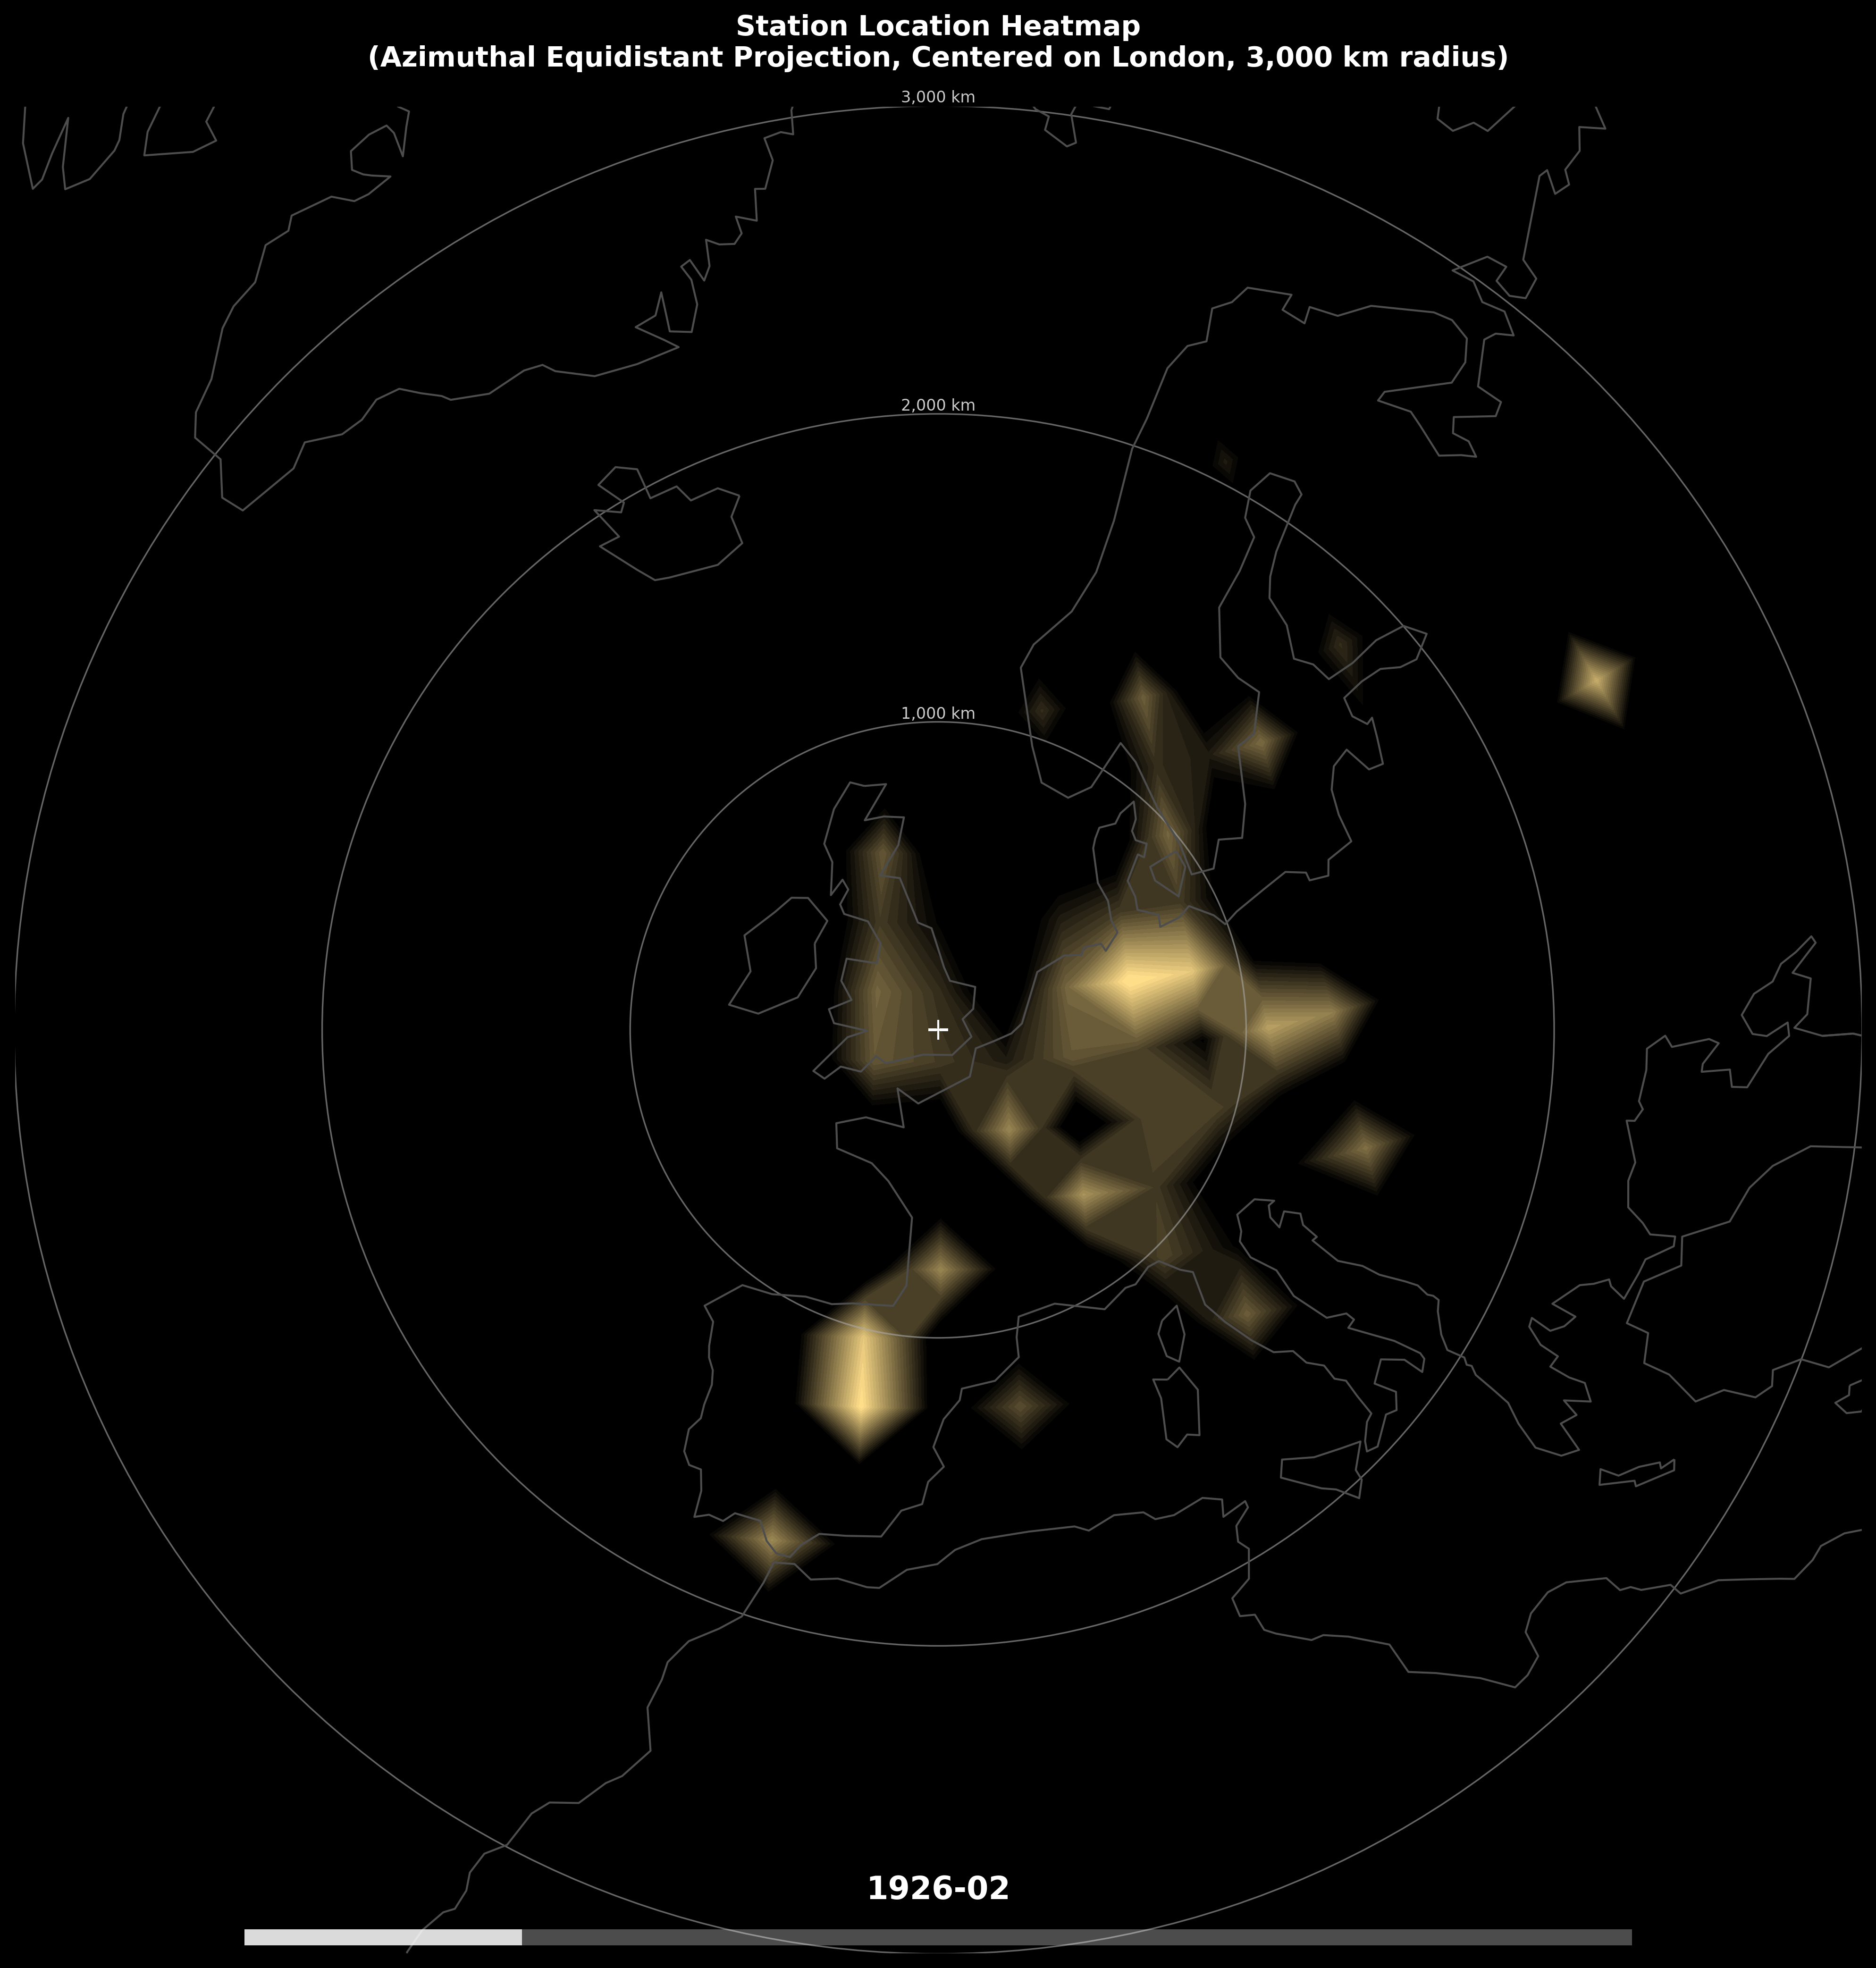 Station Location Heatmap
(Azimuthal Equidistant Projection, Centered on London, 3,000 km radius)
3,000 km
2,000 km
1,000 km
1926-02